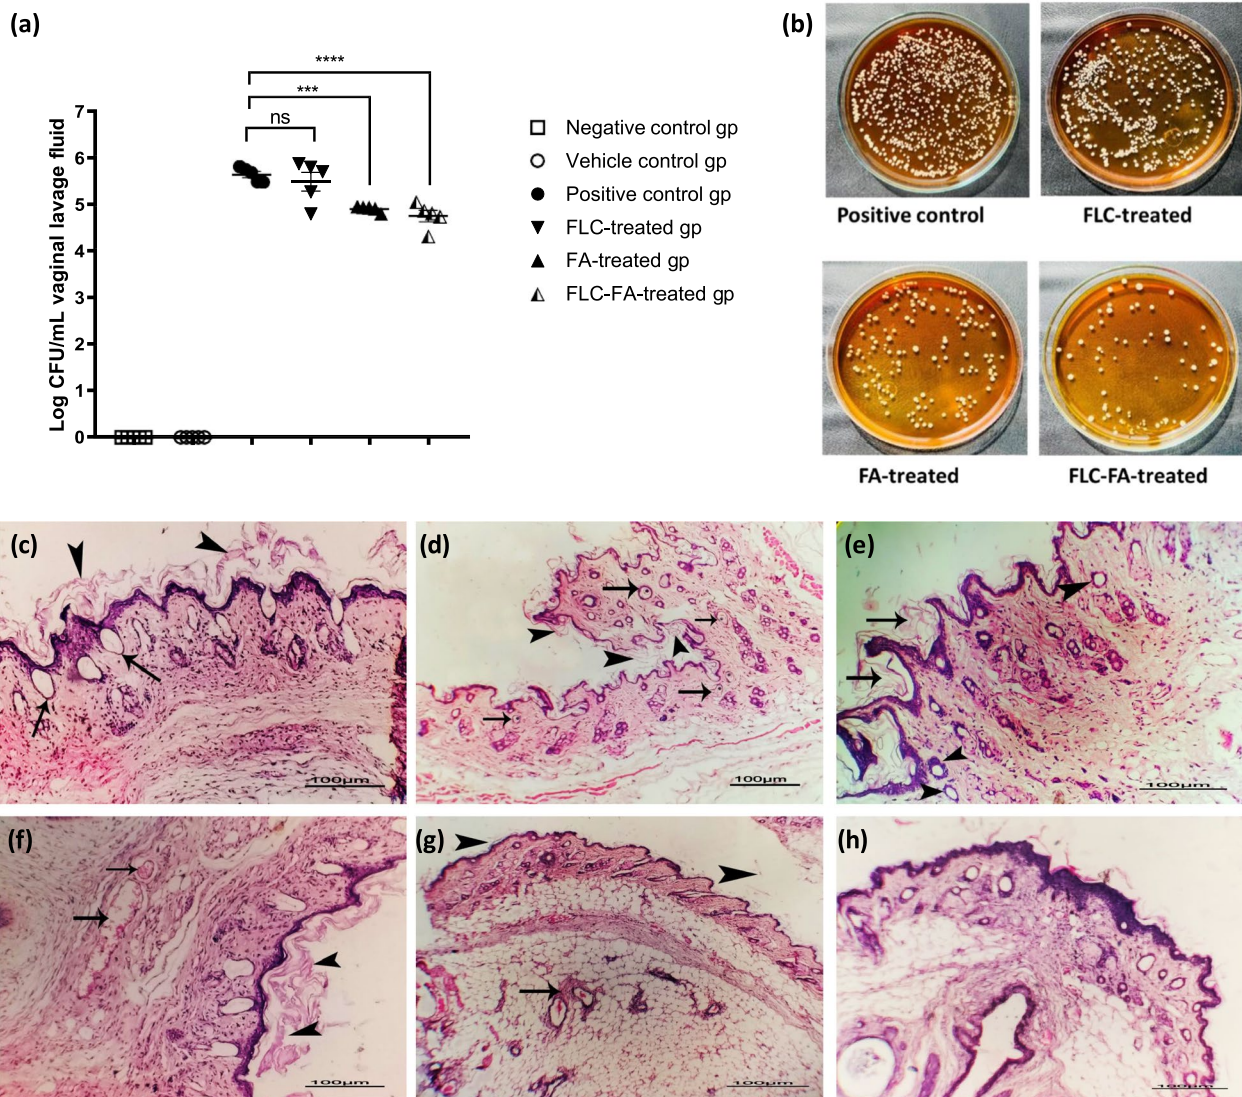 (a)
****
***
ns
Log CFU/mL vaginal lavage fluid
7
6
5
4
3
2
1
0
Negative control gp
Vehicle control gp
Positive control gp
FLC-treated gp
FA-treated gp
FLC-FA-treated gp
(b)
Positive control
FLC-treated
FA-treated
FLC-FA-treated
(c)
100µm
(d)
100µm
(e)
100µm
(f)
100µm
(g)
100µm
(h)
100µm